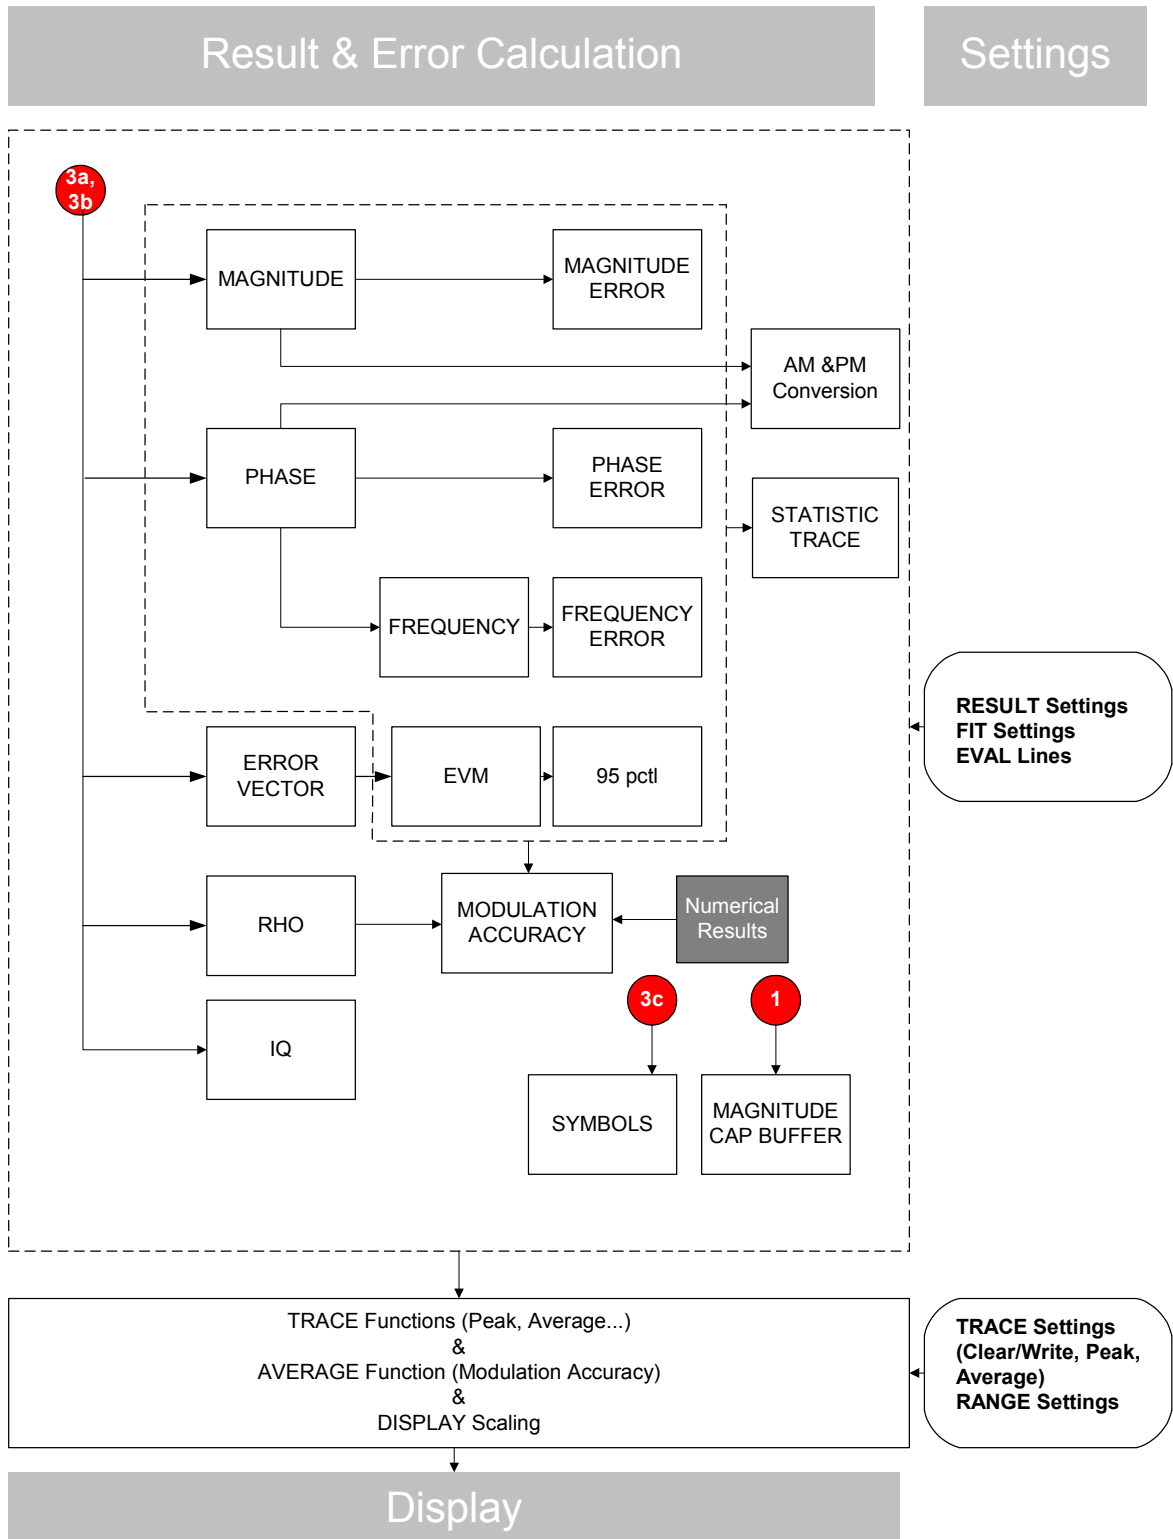 Result & Error Calculation
Settings
3a,
3b
MAGNITUDE
MAGNITUDE
ERROR
AM &PM
Conversion
PHASE
PHASE
ERROR
STATISTIC
TRACE
FREQUENCY
FREQUENCY
ERROR
RESULT Settings
FIT Settings
EVAL Lines
ERROR
VECTOR
EVM
95 pctl
RHO
MODULATION
ACCURACY
Numerical
Results
3c
1
IQ
SYMBOLS
MAGNITUDE
CAP BUFFER
TRACE Functions (Peak, Average...)
&
AVERAGE Function (Modulation Accuracy)
&
DISPLAY Scaling
TRACE Settings
(Clear/Write, Peak,
Average)
RANGE Settings
Display